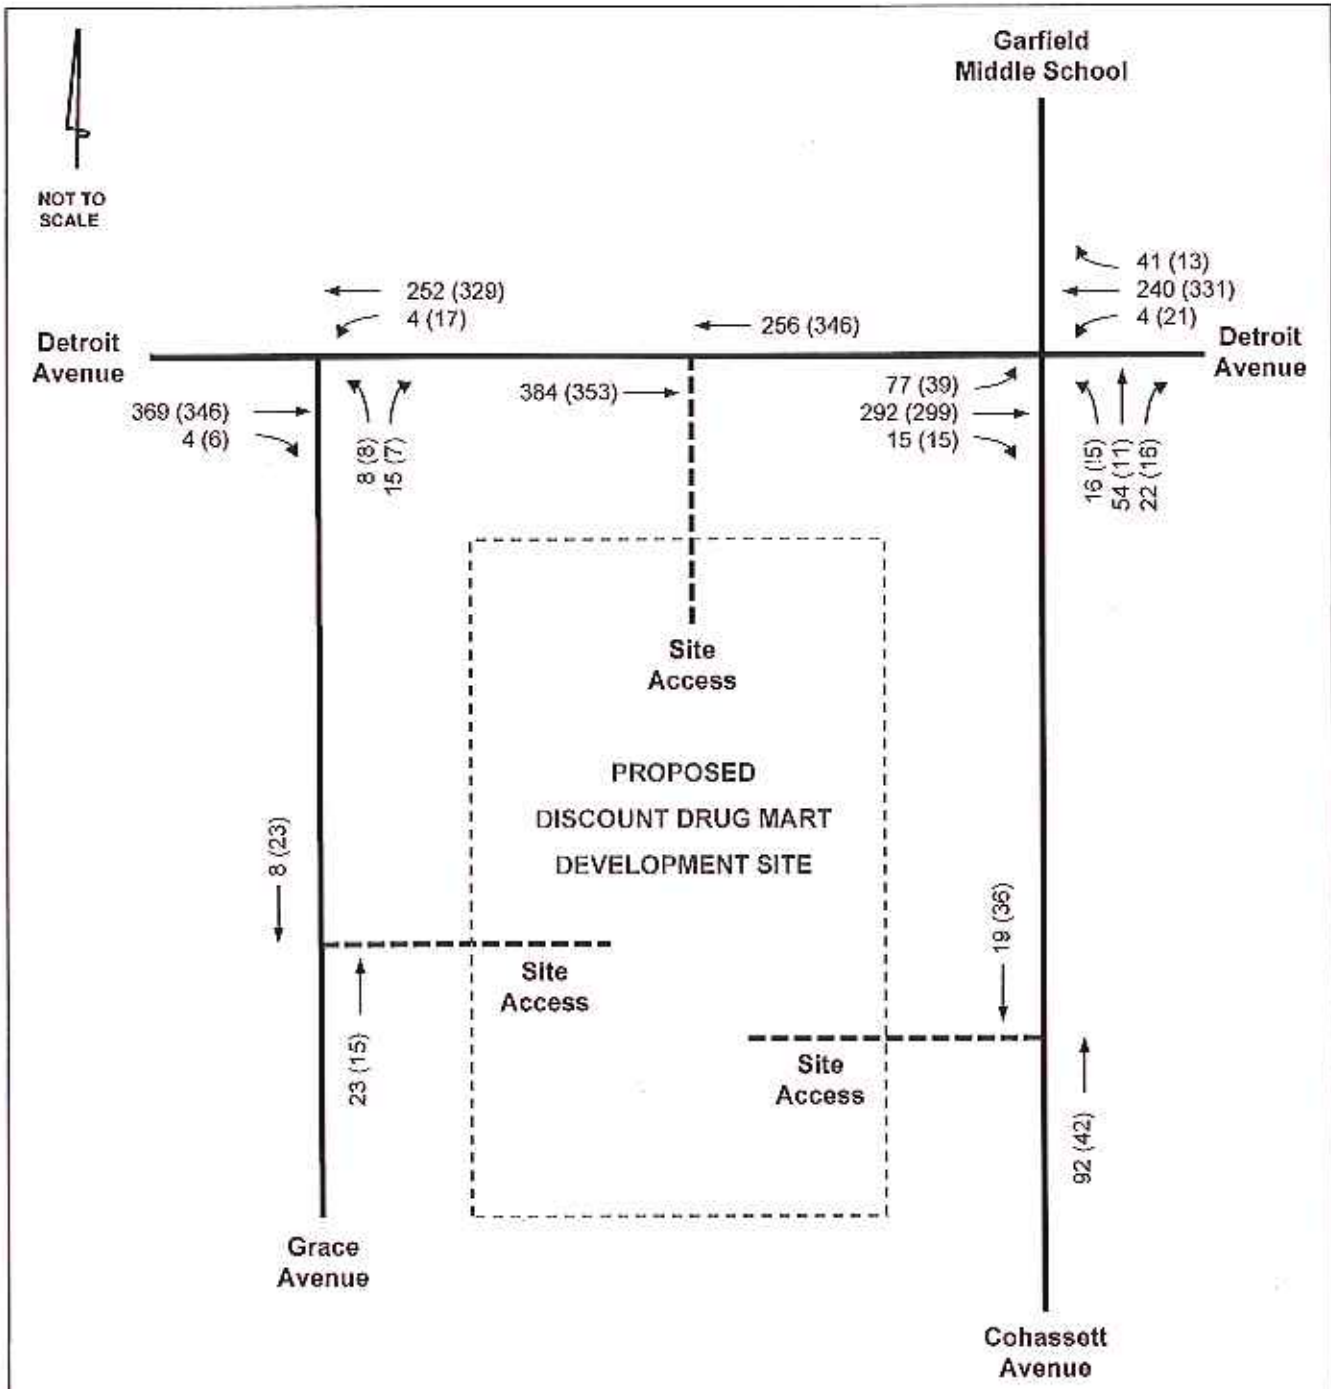 Garfield
Middle School
NOT TO
SCALE
41 (13)
240 (331)
4 (21)
252 (329)
4 (17)
256 (346)
Detroit
Avenue
Detroit
Avenue
369 (346)
4 (6)
8 (8)
15 (7)
384 (353)
77 (39)
292 (299)
15 (15)
16 (!5)
54 (11)
22 (16)
Site
Access
PROPOSED
DISCOUNT DRUG MART
DEVELOPMENT SITE
8 (23)
19 (36)
Site
Access
23 (15)
Site
Access
92 (42)
Grace
Avenue
Cohassett
Avenue